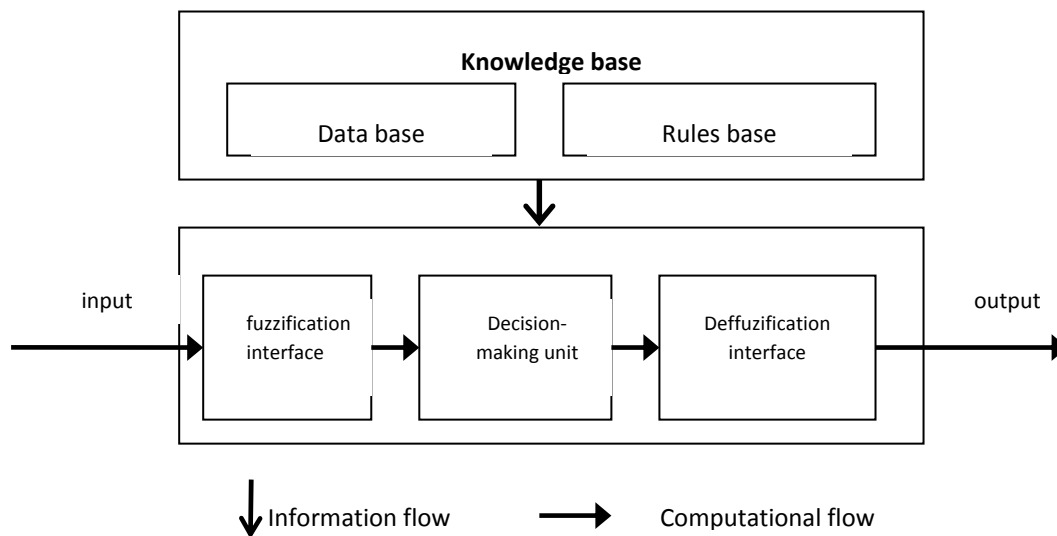 Knowledge base
Data base
Rules base
input
fuzzification
interface
Decision-
making unit
Deffuzification
interface
output
Information flow
Computational flow